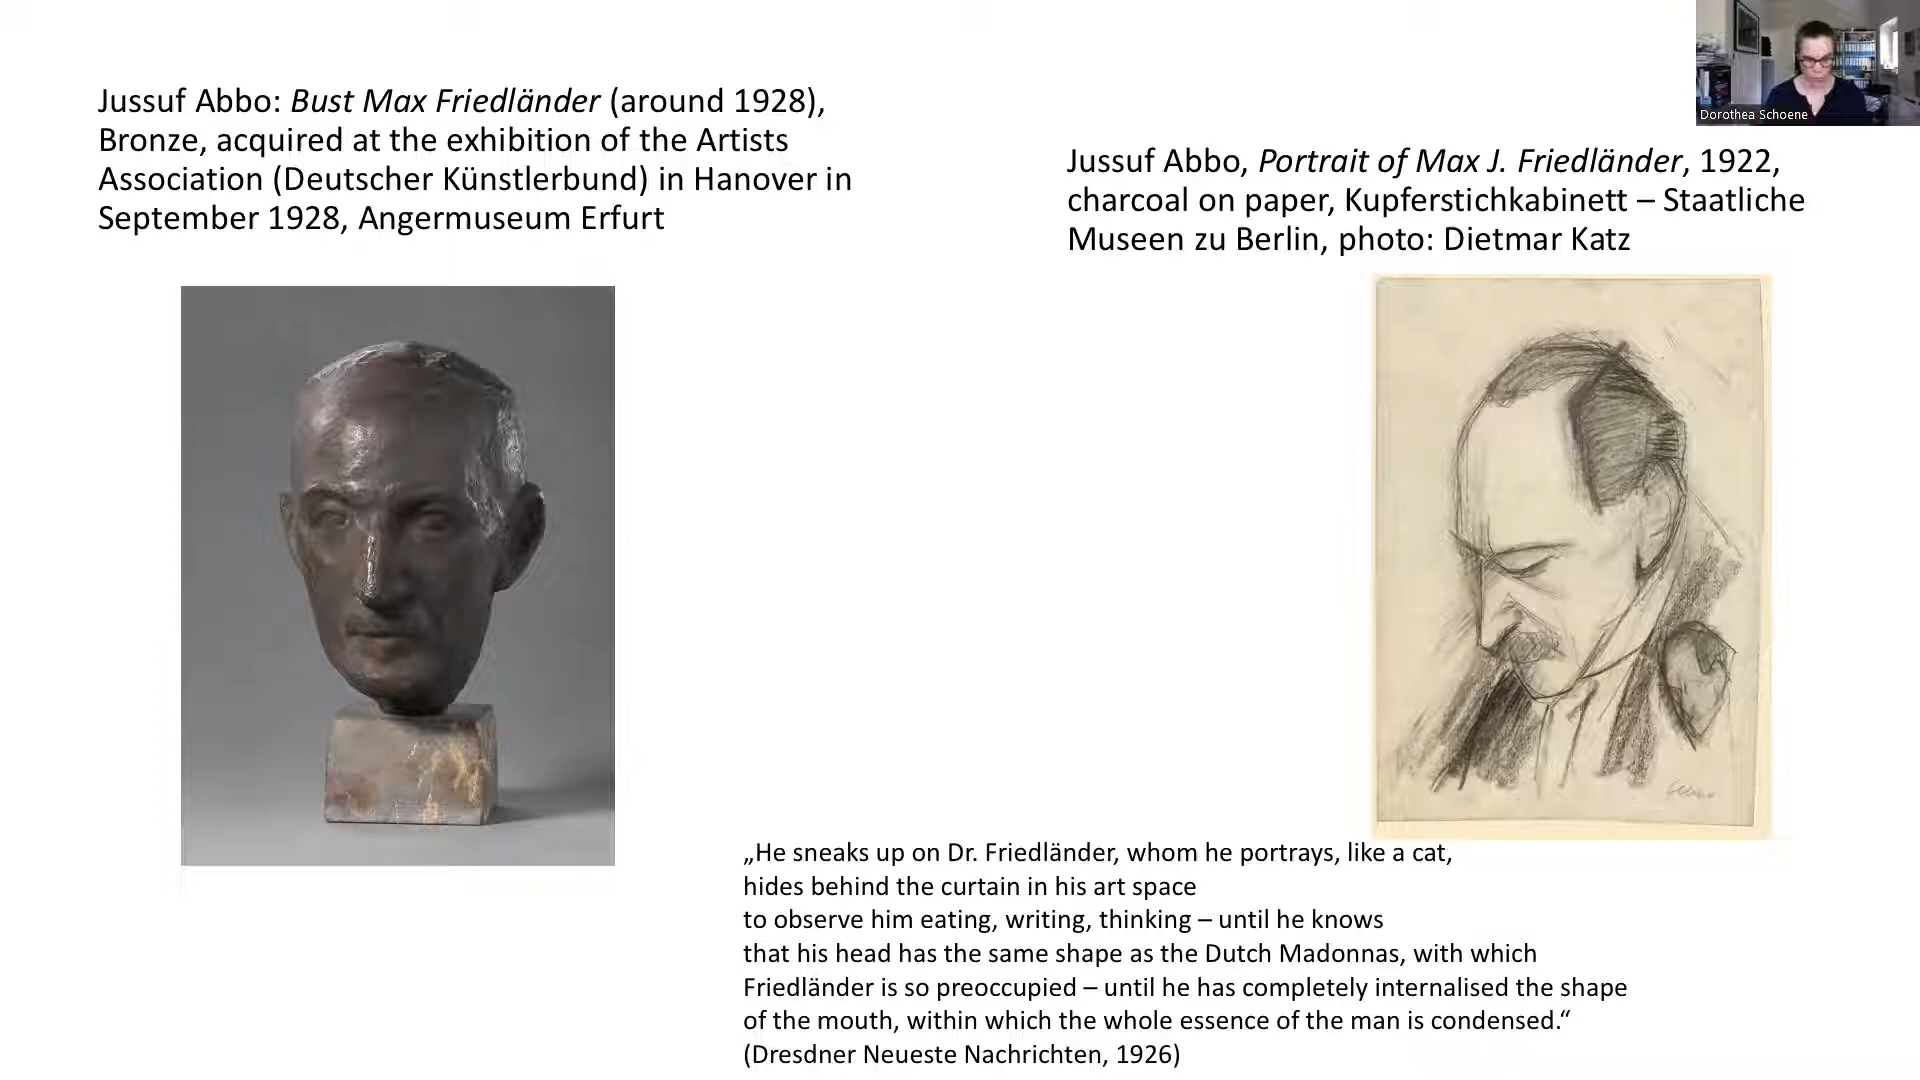 Jussuf Abbo: Bust Max Friedländer (around 1928),
Bronze, acquired at the exhibition of the Artists
Association (Deutscher Künstlerbund) in Hanover in
September 1928, Angermuseum Erfurt
Dorothea Schoene
Jussuf Abbo, Portrait of Max J. Friedländer, 1922,
charcoal on paper, Kupferstichkabinett – Staatliche
Museen zu Berlin, photo: Dietmar Katz
„He sneaks up on Dr. Friedländer, whom he portrays, like a cat,
hides behind the curtain in his art space
to observe him eating, writing, thinking – until he knows
that his head has the same shape as the Dutch Madonnas, with which
Friedländer is so preoccupied – until he has completely internalised the shape
of the mouth, within which the whole essence of the man is condensed.“
(Dresdner Neueste Nachrichten, 1926)